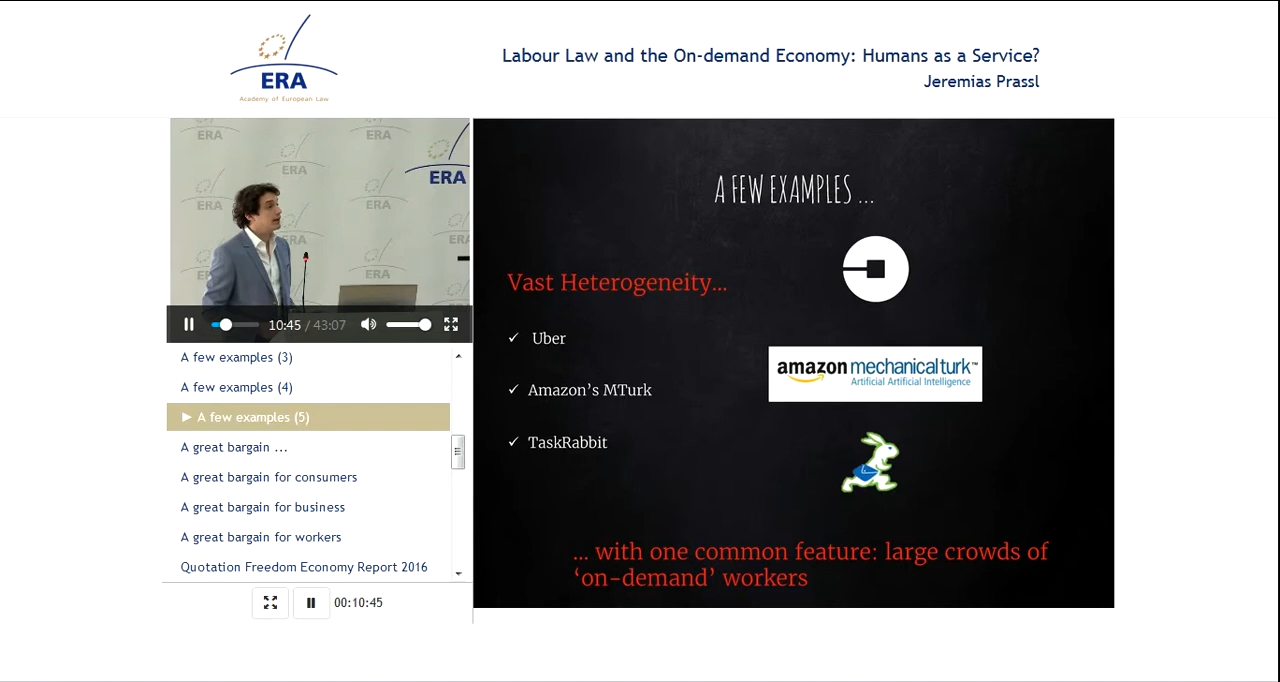 Labour Law and the On-demand Economy: Humans as a Service?
Jeremias Prassl
ERA
Academy of European Law
ERA
ERA
ERA
ERA
ERA
ERA
ERA
ERA
ERA
ERA
10:45 / 43:07
A few examples (3)
A few examples (4)
► A few examples (5)
A great bargain ...
A great bargain for consumers
A great bargain for business
A great bargain for workers
Quotation Freedom Economy Report 2016
00:10:45
A FEW EXAMPLES ...
Vast Heterogeneity...
✓ Uber
✓ Amazon's MTurk
✓ TaskRabbit
amazon mechanical turk™
Artificial Artificial Intelligence
... with one common feature: large crowds of
‘on-demand’ workers